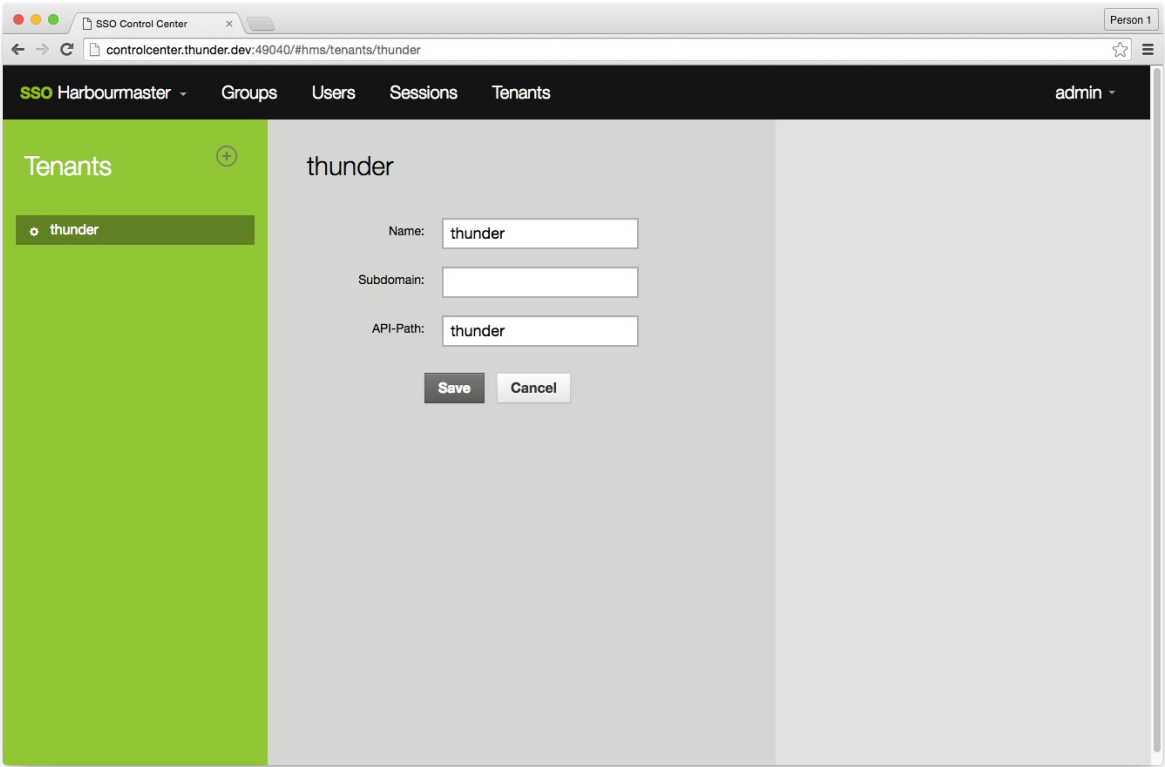 SSO Control Center
Person 1
controlcenter.thunder.dev:49040/#hms/tenants/thunder
SSO Harbourmaster Groups Users Sessions Tenants admin
Tenants
thunder
thunder
Name: thunder
Subdomain:
API-Path: thunder
Save Cancel